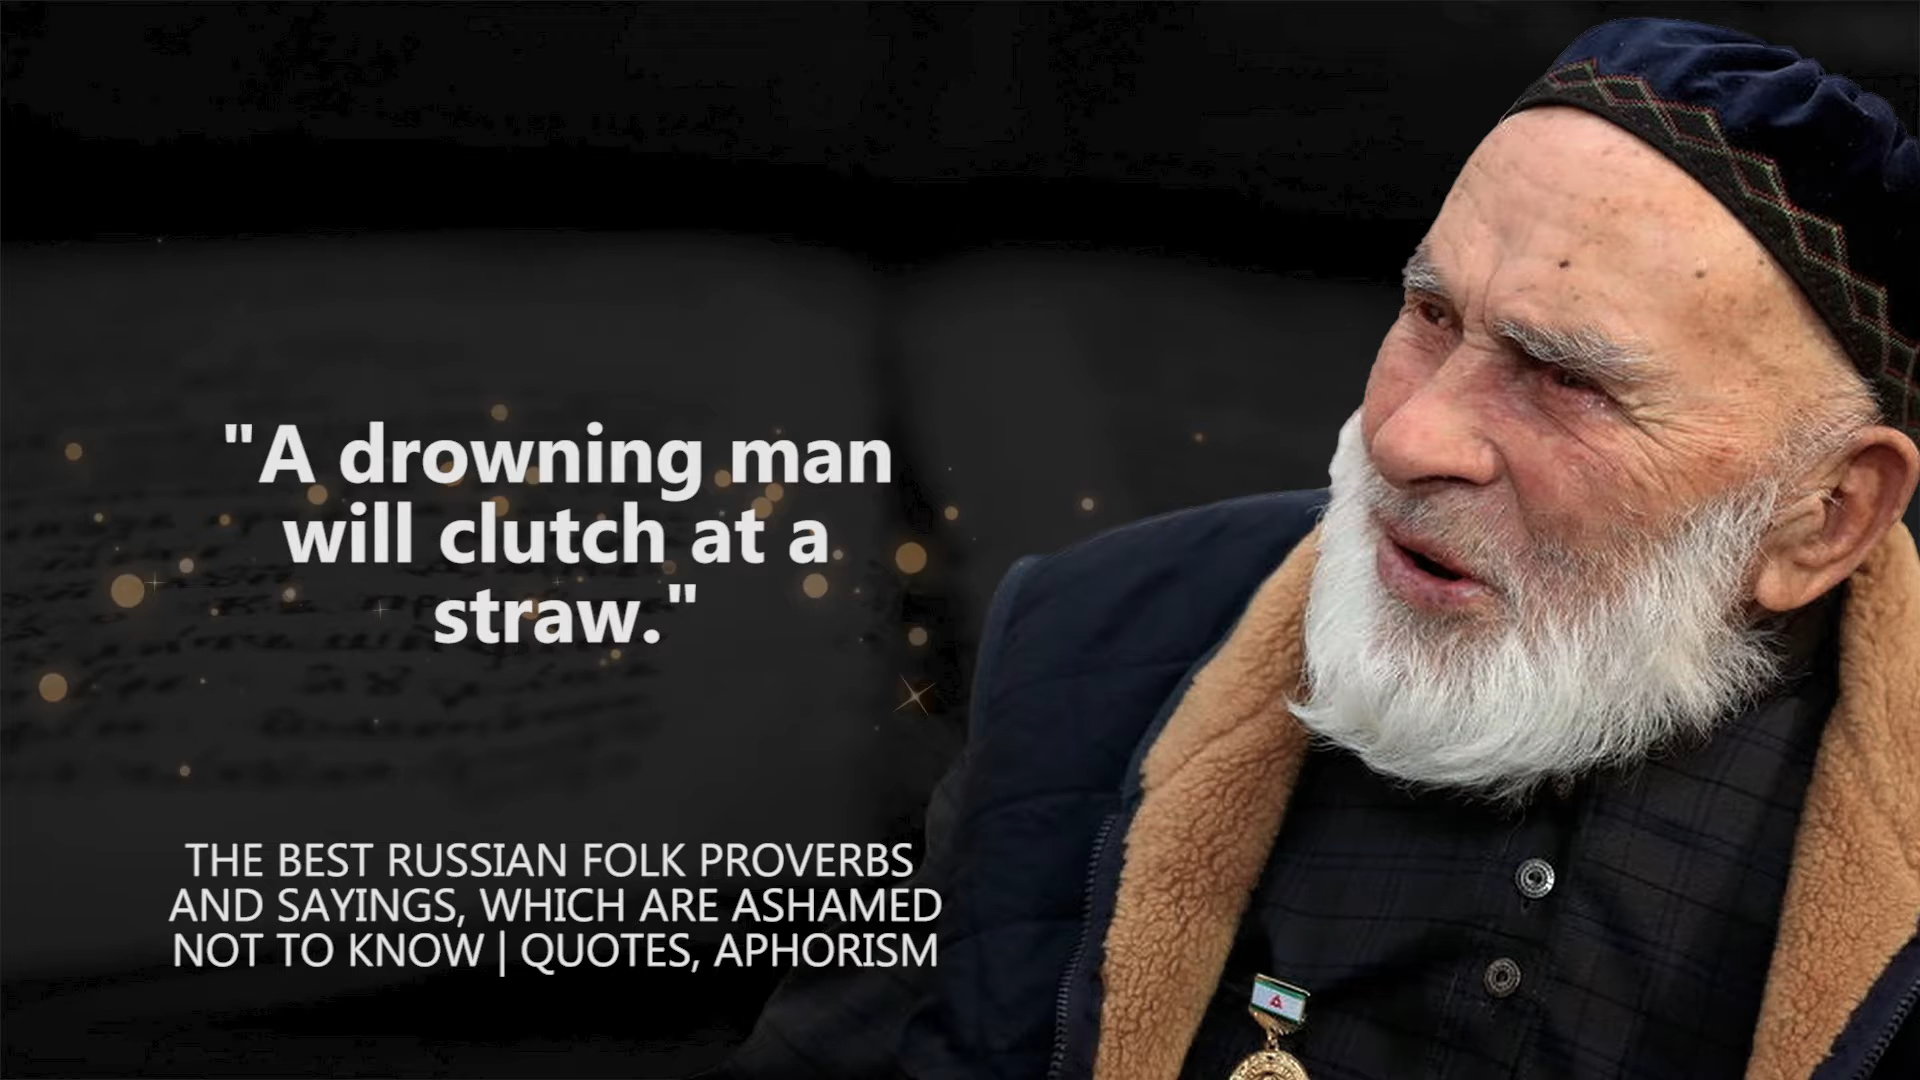 "A drowning man
will clutch at a
straw."
THE BEST RUSSIAN FOLK PROVERBS
AND SAYINGS, WHICH ARE ASHAMED
NOT TO KNOW | QUOTES, APHORISM